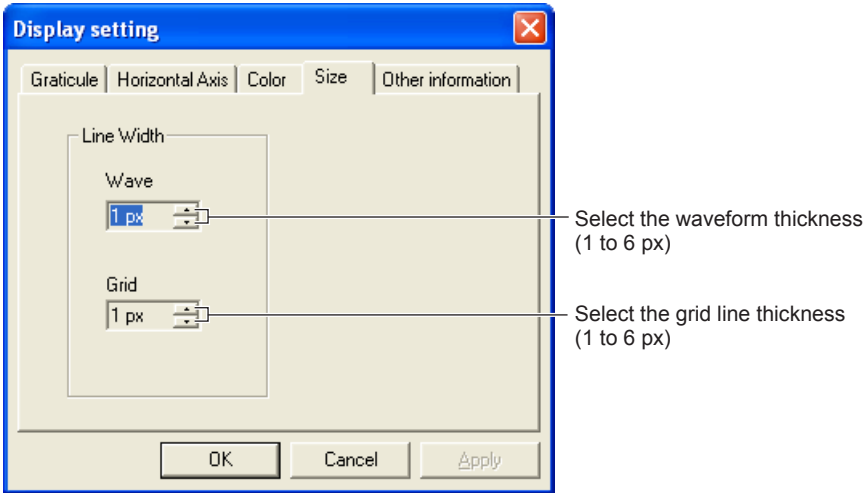 Display setting
Graticule Horizontal Axis Color Size Other information
Line Width
Wave
1 px
Select the waveform thickness
(1 to 6 px)
Grid
1 px
Select the grid line thickness
(1 to 6 px)
OK Cancel Apply